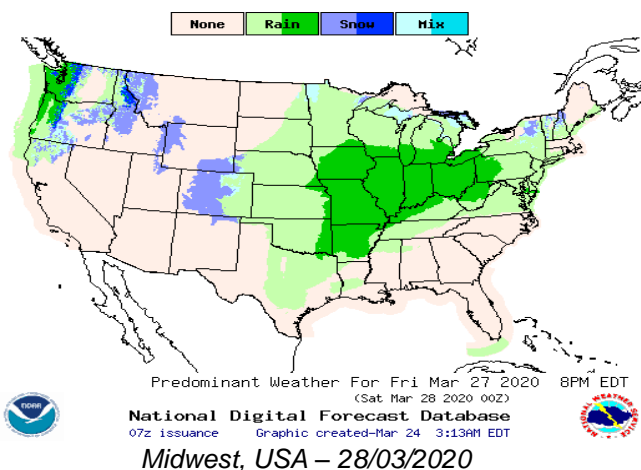 None Rain Snow Mix
Predominant Weather For Fri Mar 27 2020 8PM EDT
(Sat Mar 28 2020 00Z)
National Digital Forecast Database
07z issuance Graphic created-Mar 24 3:13AM EDT
NOAA
Midwest, USA – 28/03/2020